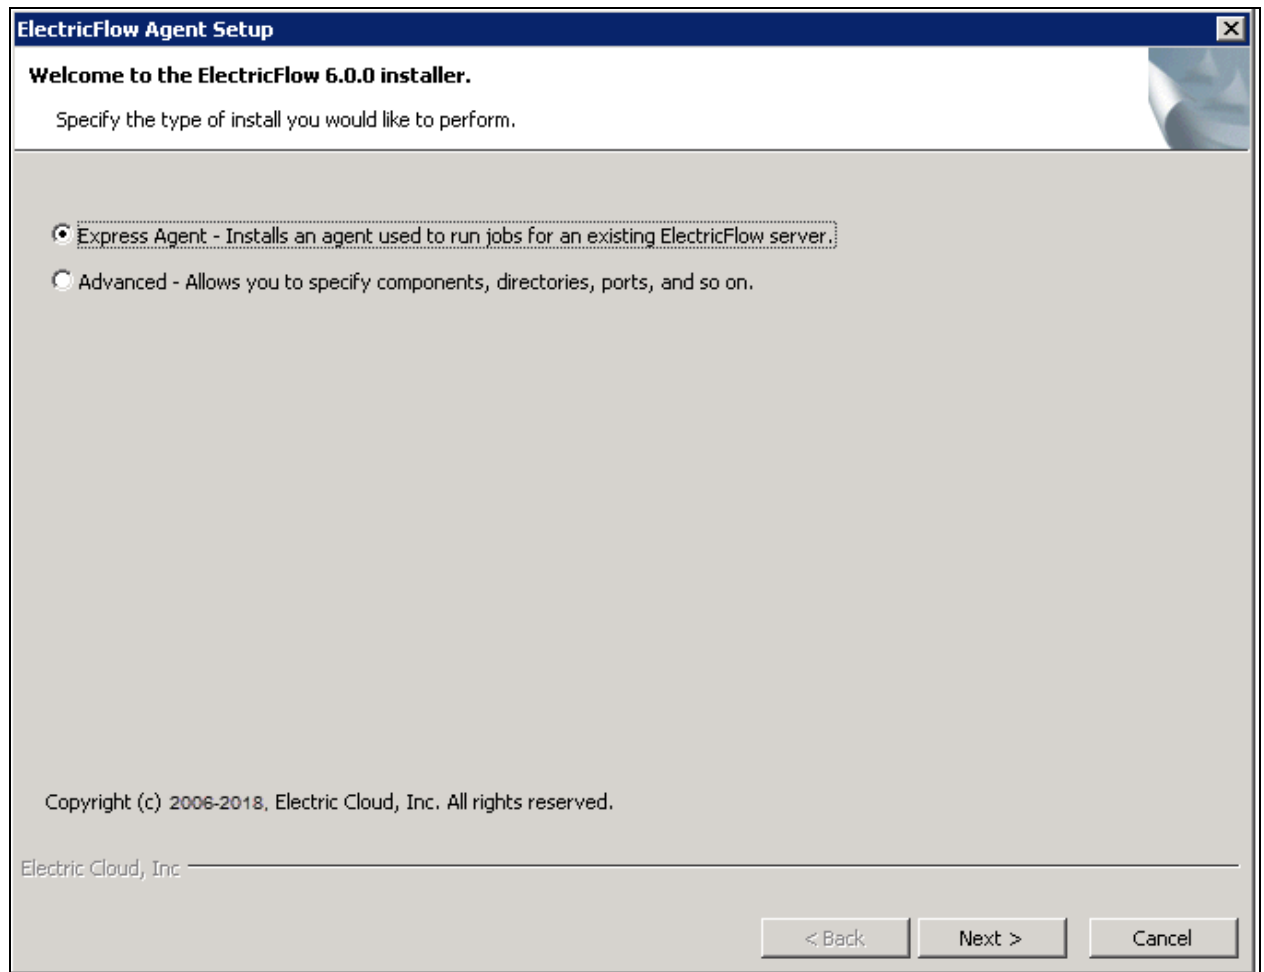 ElectricFlow Agent Setup
Welcome to the ElectricFlow 6.0.0 installer.
Specify the type of install you would like to perform.
Express Agent - Installs an agent used to run jobs for an existing ElectricFlow server.
Advanced - Allows you to specify components, directories, ports, and so on.
Copyright (c) 2006-2018, Electric Cloud, Inc. All rights reserved.
Electric Cloud, Inc
< Back Next > Cancel